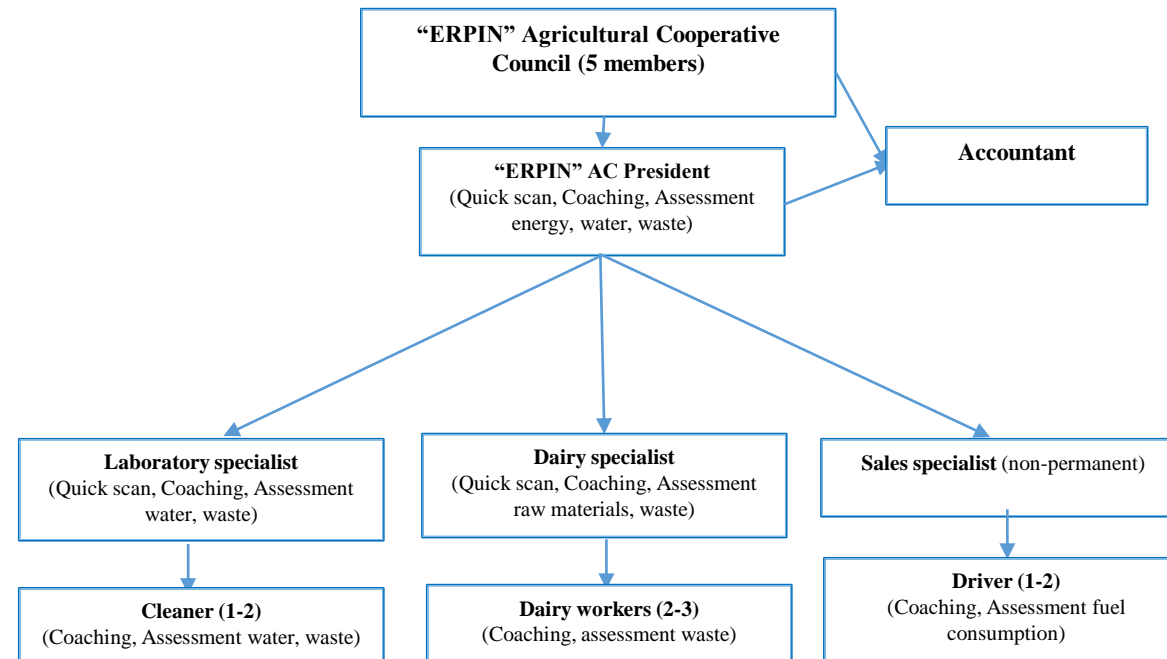 “ERPIN” Agricultural Cooperative
Council (5 members)
“ERPIN” AC President
(Quick scan, Coaching, Assessment
energy, water, waste)
Accountant
Laboratory specialist
(Quick scan, Coaching, Assessment
water, waste)
Dairy specialist
(Quick scan, Coaching, Assessment
raw materials, waste)
Sales specialist (non-permanent)
Cleaner (1-2)
(Coaching, Assessment water, waste)
Dairy workers (2-3)
(Coaching, assessment waste)
Driver (1-2)
(Coaching, Assessment fuel
consumption)